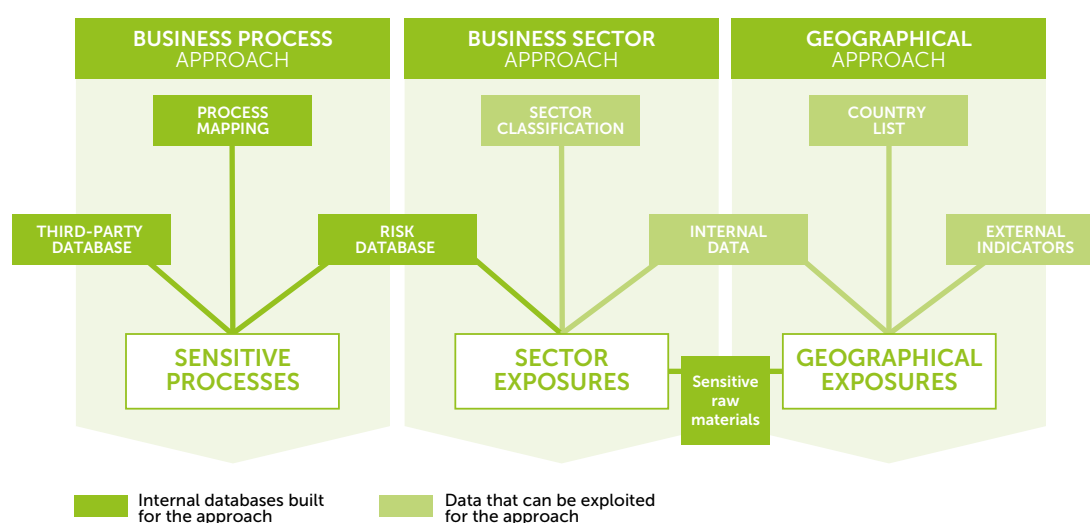 BUSINESS PROCESS
APPROACH
BUSINESS SECTOR
APPROACH
GEOGRAPHICAL
APPROACH
PROCESS
MAPPING
SECTOR
CLASSIFICATION
COUNTRY
LIST
THIRD-PARTY
DATABASE
RISK
DATABASE
INTERNAL
DATA
EXTERNAL
INDICATORS
SENSITIVE
PROCESSES
SECTOR
EXPOSURES
Sensitive
raw
materials
GEOGRAPHICAL
EXPOSURES
Internal databases built
for the approach
Data that can be exploited
for the approach